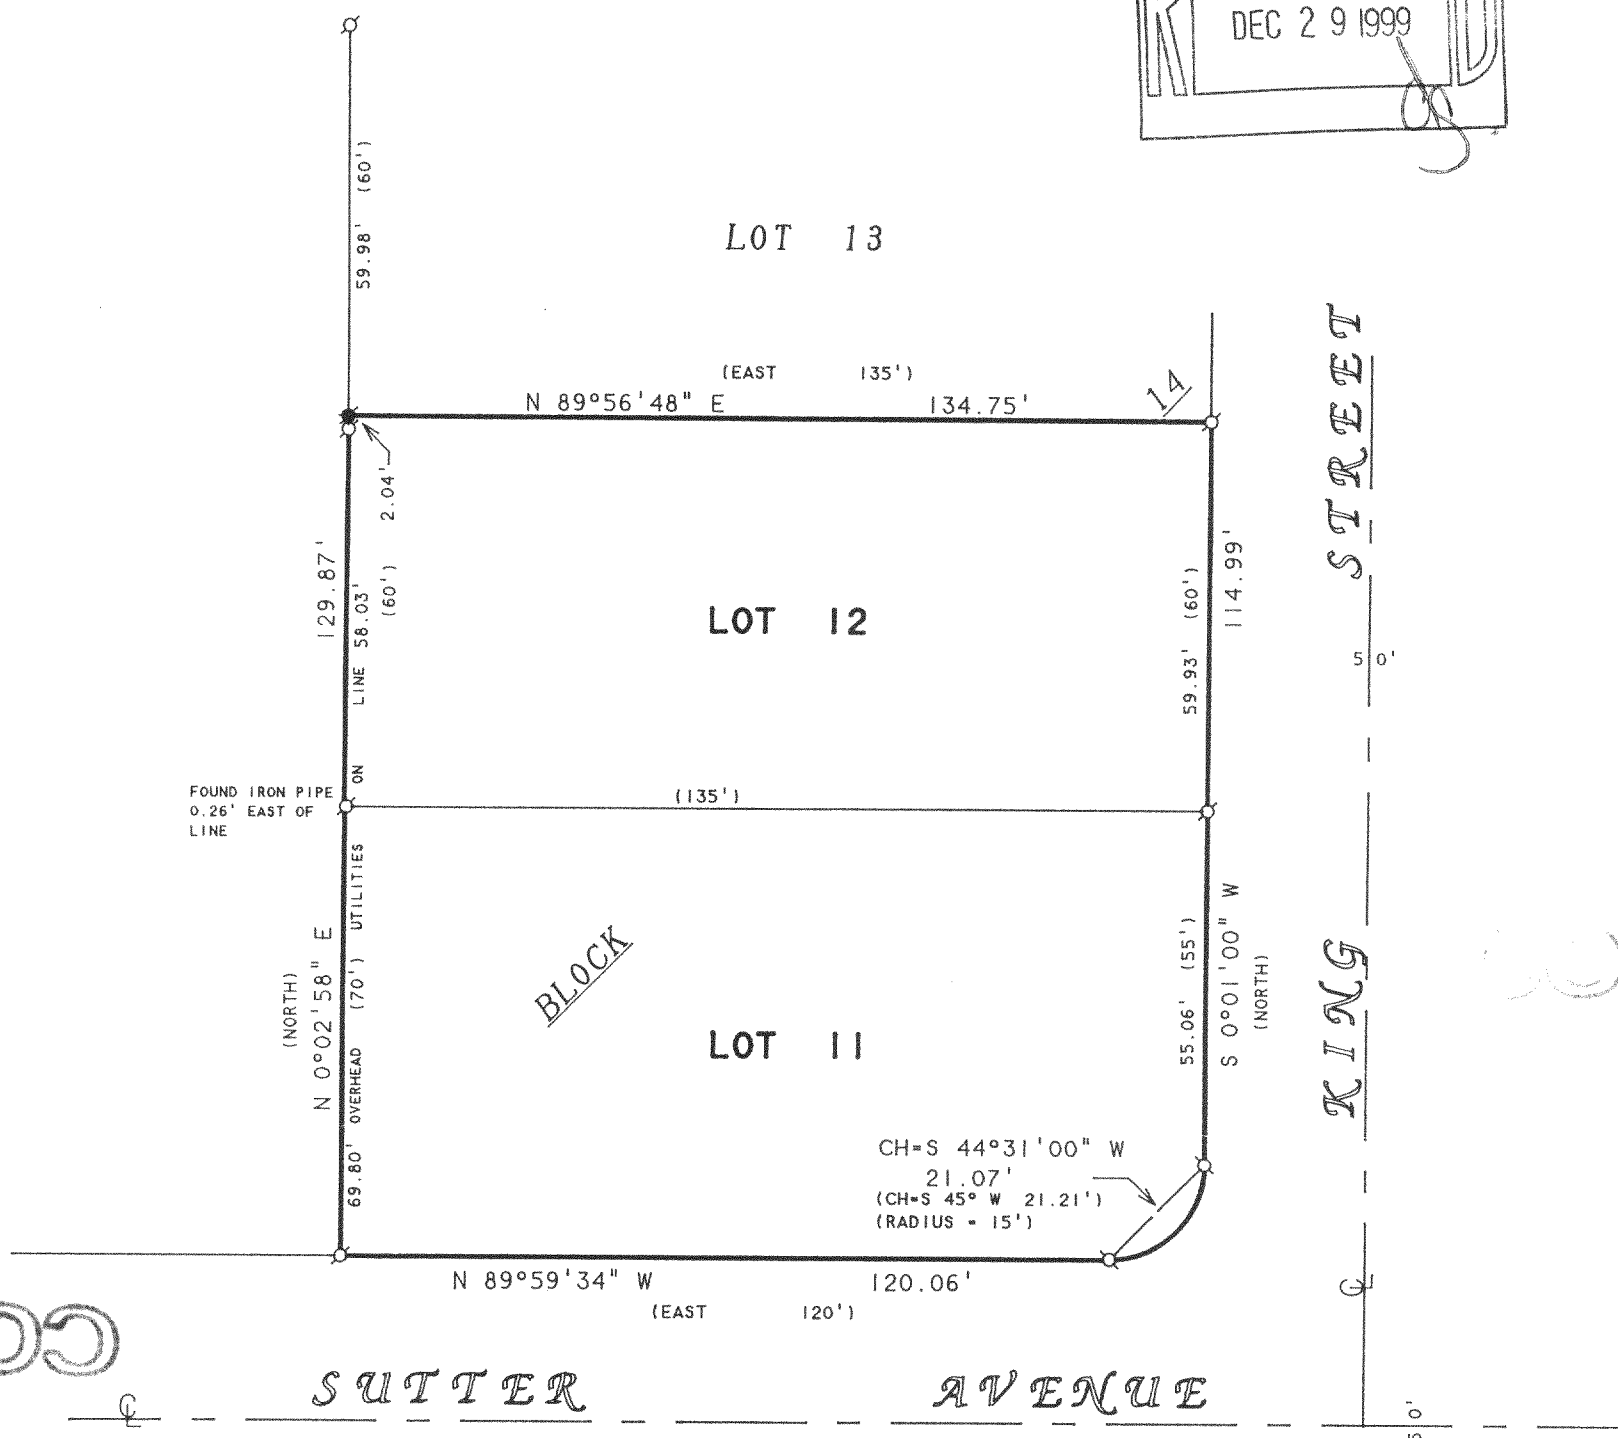 DEC 2 9 1999
59.98' (60')
LOT 13
(EAST 135')
N 89°56'48" E 134.75'
14
2.04'
129.87'
LINE 58.03'
(60')
LOT 12
59.93' (60')
114.99'
STREET
50'
FOUND IRON PIPE
0.26' EAST OF
LINE
ON
(135')
UTILITIES
(70')
OVERHEAD
69.80'
(NORTH)
N 0°02'58" E
BLOCK
LOT 11
55.06' (55')
S 0°01'00" W
(NORTH)
KING
CH=S 44°31'00" W
21.07'
(CH=S 45° W 21.21')
(RADIUS = 15')
N 89°59'34" W 120.06'
(EAST 120')
CL
SUTTER AVENUE
CL